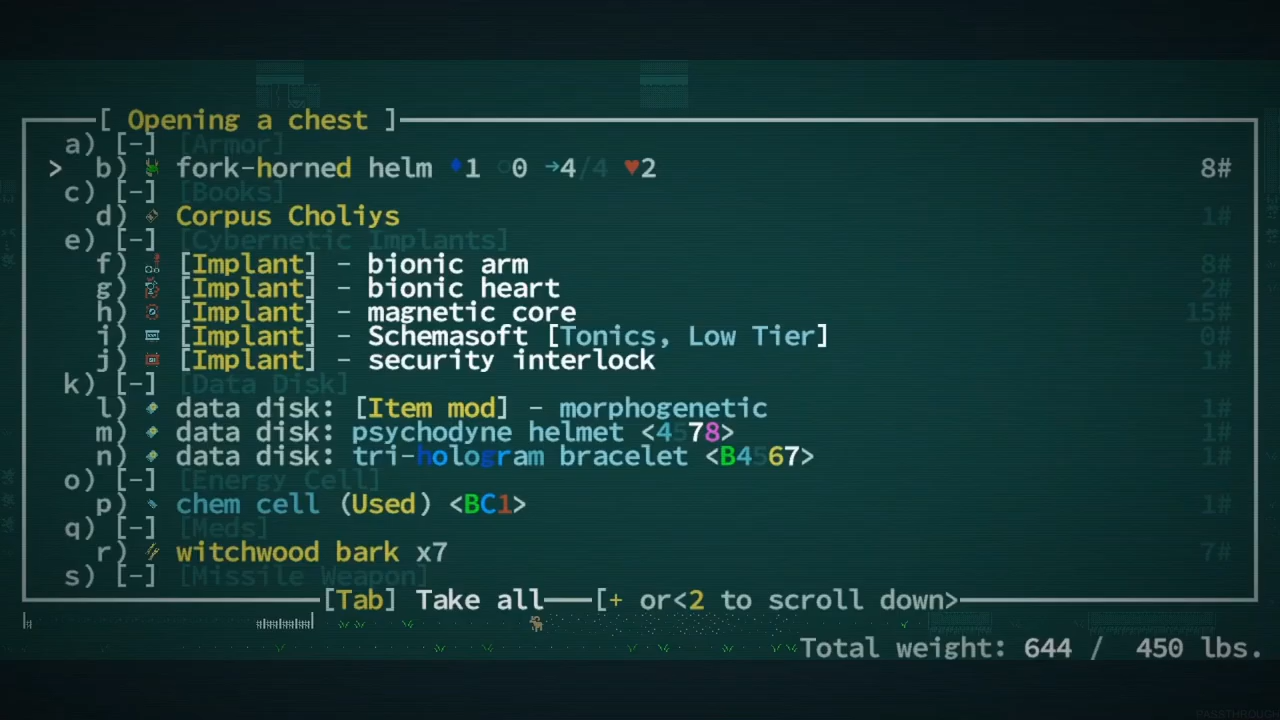 [ Opening a chest ]
a) [-] [Armor]
> b) fork-horned helm ♦1 ○0 →4/4 ♥2 8#
c) [-] [Books]
d) Corpus Choliys 1#
e) [-] [Cybernetic Implants]
f) [Implant] - bionic arm 8#
g) [Implant] - bionic heart 2#
h) [Implant] - magnetic core 15#
i) [Implant] - Schemasoft [Tonics, Low Tier] 0#
j) [Implant] - security interlock 1#
k) [-] [Data Disk]
l) data disk: [Item mod] - morphogenetic 1#
m) data disk: psychodyne helmet <4578> 1#
n) data disk: tri-hologram bracelet <B4567> 1#
o) [-] [Energy Cell]
p) chem cell (Used) <BC1> 1#
q) [-] [Meds]
r) witchwood bark x7 7#
s) [-] [Missile Weapon]
[Tab] Take all [+ or<2 to scroll down>
Total weight: 644 / 450 lbs.
PASSTHROUGH